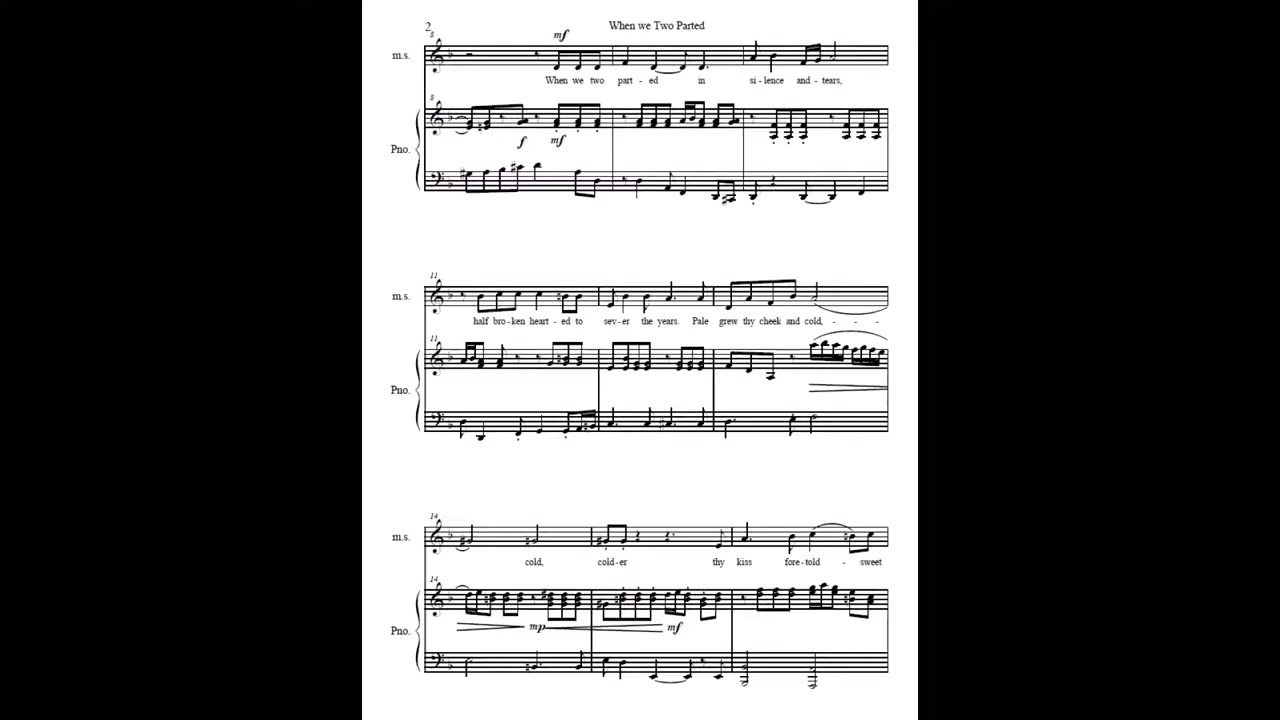 2
When we Two Parted
8
mf
m.s.
When we two part - ed in si - lence and - tears,
8
f mf
Pno.
11
m.s.
half bro - ken heart - ed to sev - er the years. Pale grew thy cheek and cold, - - -
11
Pno.
14
m.s.
cold, cold - er thy kiss fore - told - sweet
14
mp mf
Pno.